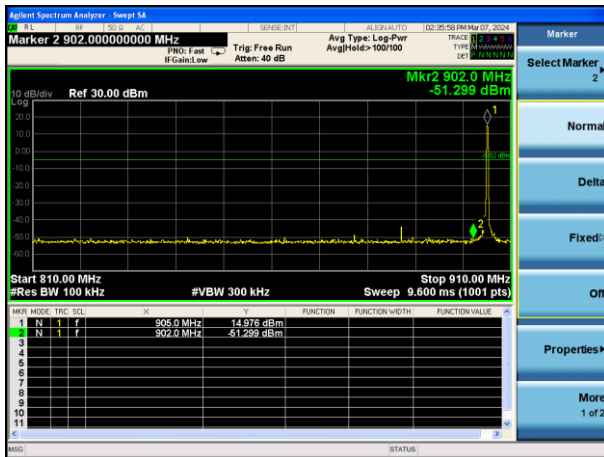 Agilent Spectrum Analyzer - Swept SA
RL RF 50 Ω AC SENSE:INT ALIGNAUTO 02:35:58 PM Mar 07, 2024
Marker 2 902.000000000 MHz
PNO: Fast
IFGain:Low
Trig: Free Run
Atten: 40 dB
Avg Type: Log-Pwr
Avg|Hold:>100/100
TRACE 1 2 3 4 5 6
TYPE M
DET P N N N N N
Marker
Select Marker
2
Normal
Delta
Fixed
Off
Properties
More
1 of 2
Mkr2 902.0 MHz
-51.299 dBm
10 dB/div Ref 30.00 dBm
Log
20.0
10.0
0.00
-10.0
-20.0
-30.0
-40.0
-50.0
-60.0
1
2
Start 810.00 MHz Stop 910.00 MHz
#Res BW 100 kHz #VBW 300 kHz Sweep 9.600 ms (1001 pts)
MKR MODE TRC SCL X Y FUNCTION FUNCTION WIDTH FUNCTION VALUE
1 N 1 f 905.0 MHz 14.976 dBm
2 N 1 f 902.0 MHz -51.299 dBm
3
4
5
6
7
8
9
10
11
MSG STATUS